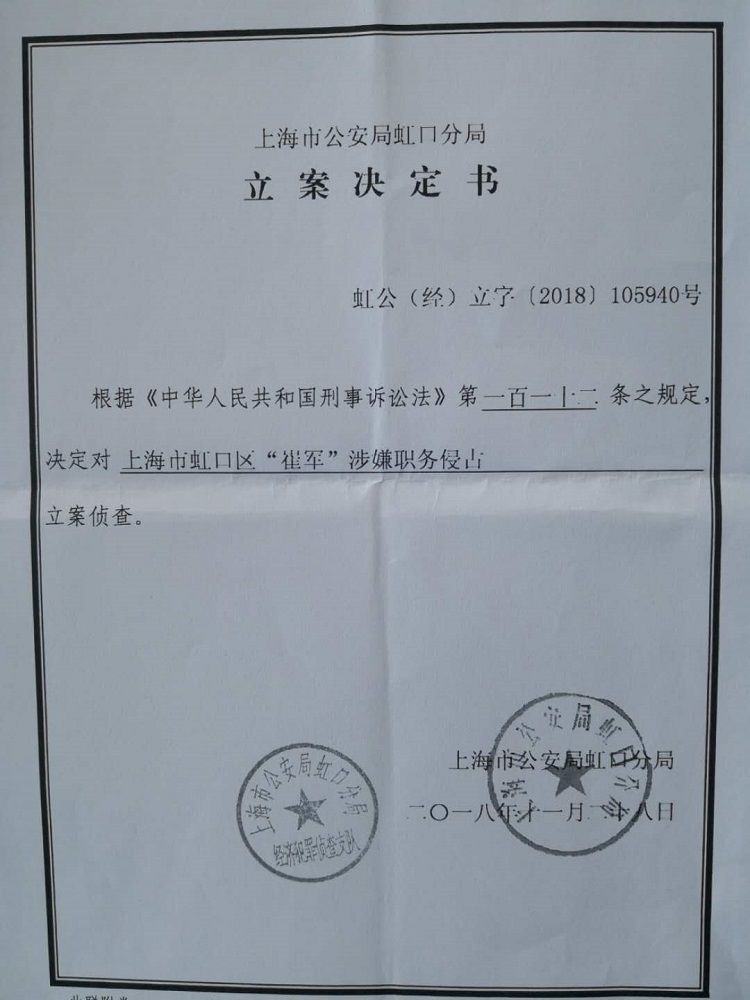 上海市公安局虹口分局
立案决定书
虹公（经）立字〔2018〕105940号
根据《中华人民共和国刑事诉讼法》第一百一十二条之规定，
决定对上海市虹口区“崔军”涉嫌职务侵占
立案侦查。
上海市公安局虹口分局
经济犯罪侦查支队
上海市公安局虹口分局
上海市公安局虹口分局
二〇一八年十一月二十八日